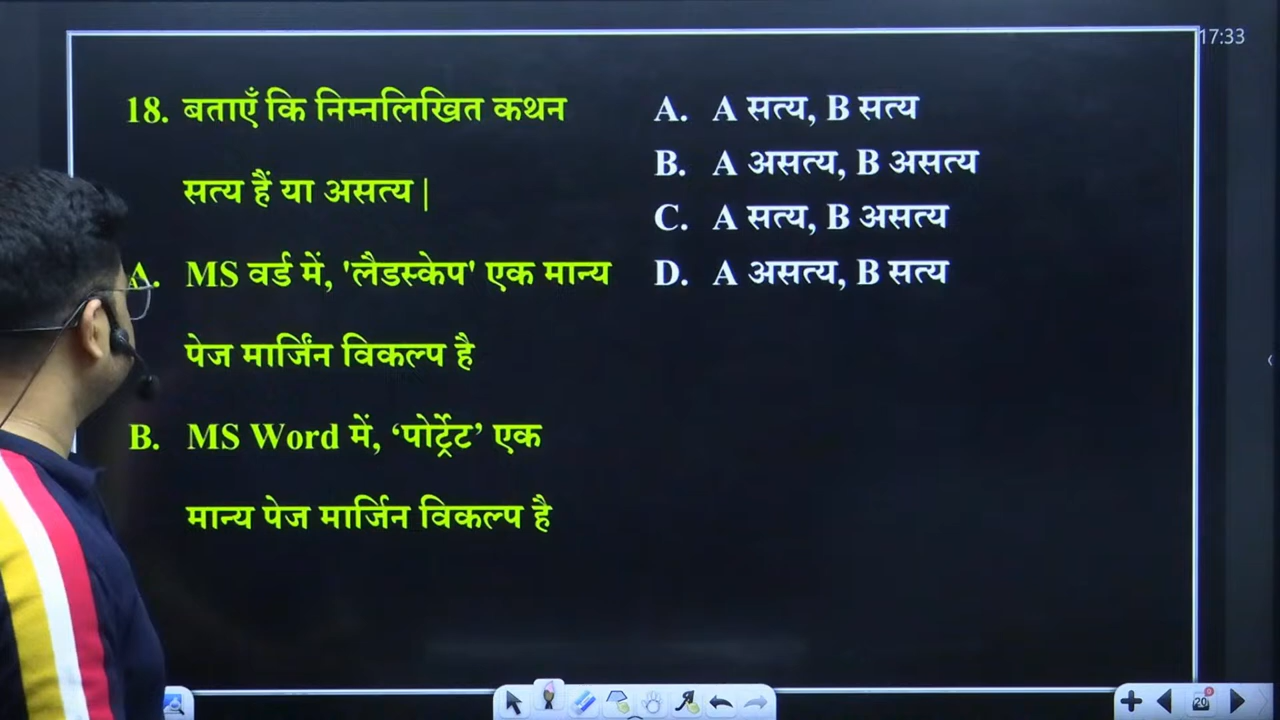 17:33
18. बताएँ कि निम्नलिखित कथन
सत्य हैं या असत्य |
A. MS वर्ड में, 'लैडस्केप' एक मान्य
पेज मार्जिंन विकल्प है
B. MS Word में, ‘पोर्ट्रेट’ एक
मान्य पेज मार्जिन विकल्प है
A. A सत्य, B सत्य
B. A असत्य, B असत्य
C. A सत्य, B असत्य
D. A असत्य, B सत्य
20